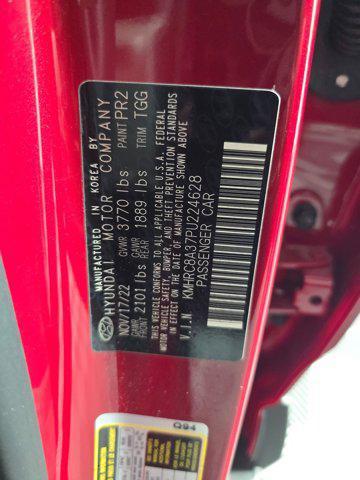 MANUFACTURED IN KOREA BY
HYUNDAI MOTOR COMPANY
NOV/17/22 GVWR 3770 lbs PAINT PR2
GAWR FRONT 2101 lbs GAWR REAR 1889 lbs TRIM TGG
THIS VEHICLE CONFORMS TO ALL APPLICABLE U.S.A. FEDERAL
MOTOR VEHICLE SAFETY, BUMPER, AND THEFT PREVENTION STANDARDS
IN EFFECT ON THE DATE OF MANUFACTURE SHOWN ABOVE.
V.I.N KMHRC8A37PU224628
PASSENGER CAR
Q94